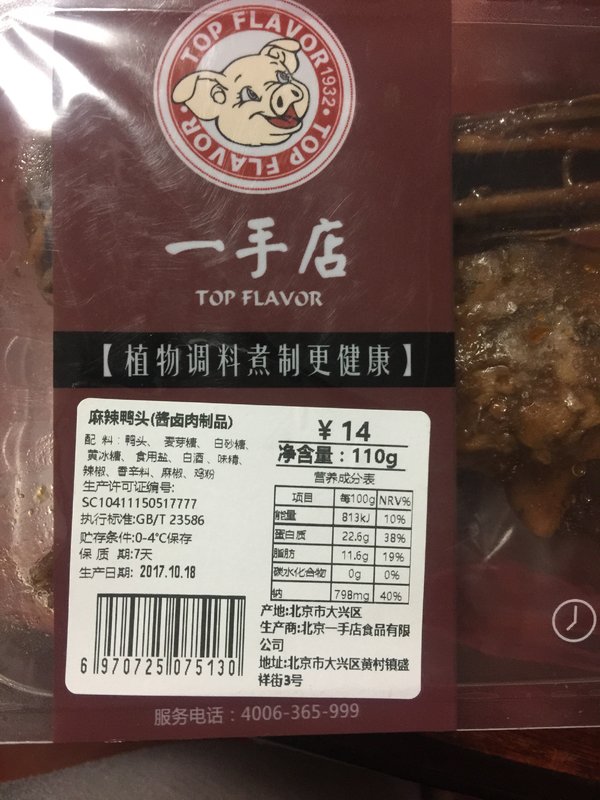 TOP FLAVOR 1932 · TOP FLAVOR
一手店
TOP FLAVOR
【植物调料煮制更健康】
麻辣鸭头(酱卤肉制品)
配 料:鸭头、麦芽糖、白砂糖、
黄冰糖、食用盐、白酒、味精、
辣椒、香辛料、麻椒、鸡粉
生产许可证编号:
SC10411150517777
执行标准:GB/T 23586
贮存条件:0-4℃保存
保 质 期:7天
生产日期: 2017.10.18
6 970725 075130
¥ 14
净含量:110g
营养成分表
项目 每100g NRV%
能量 813kJ 10%
蛋白质 22.6g 38%
脂肪 11.6g 19%
碳水化合物 0g 0%
钠 798mg 40%
产地:北京市大兴区
生产商:北京一手店食品有限
公司
地址:北京市大兴区黄村镇盛
祥街3号
服务电话:4006-365-999